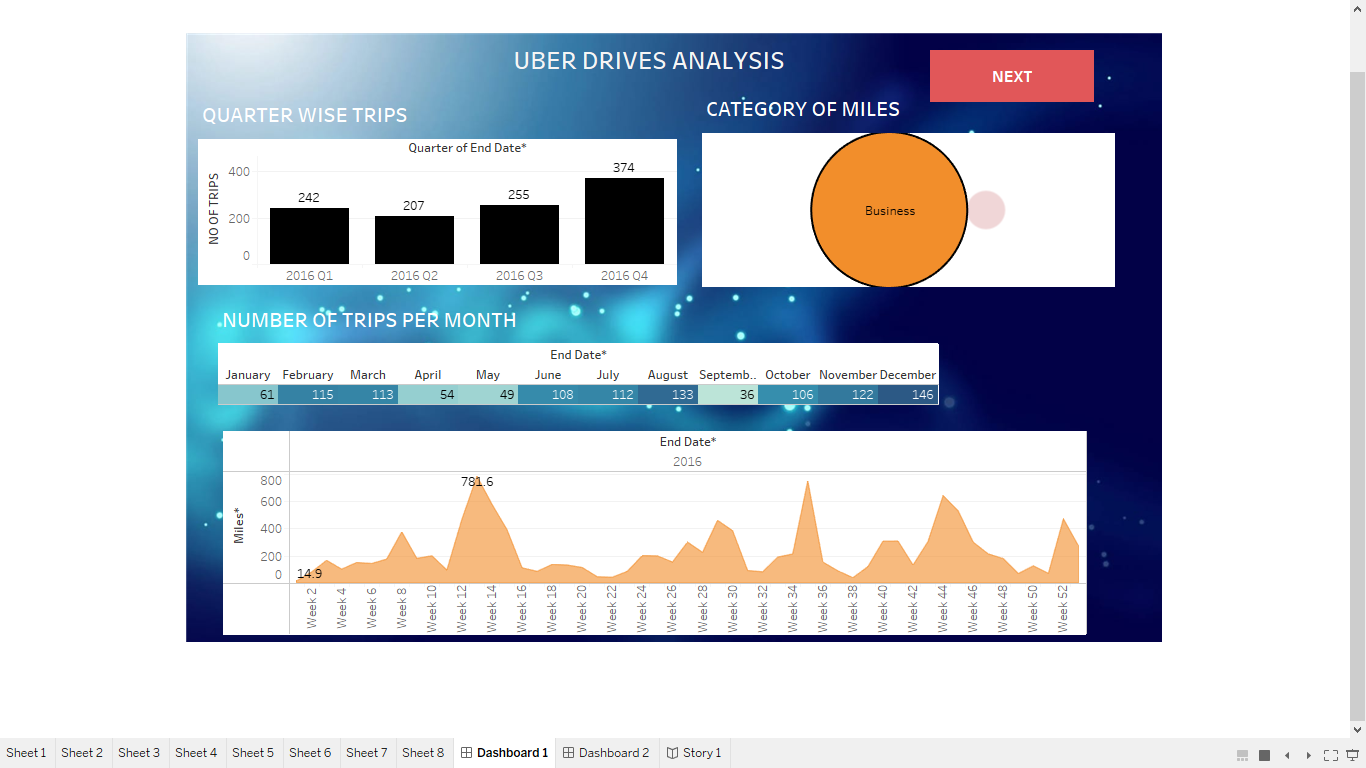 UBER DRIVES ANALYSIS
NEXT
QUARTER WISE TRIPS
Quarter of End Date*
NO OF TRIPS
400
200
0
242
207
255
374
2016 Q1
2016 Q2
2016 Q3
2016 Q4
CATEGORY OF MILES
Business
NUMBER OF TRIPS PER MONTH
End Date*
January February March April May June July August Septemb.. October November December
61 115 113 54 49 108 112 133 36 106 122 146
End Date*
2016
Miles*
800
600
400
200
0
781.6
14.9
Week 2
Week 4
Week 6
Week 8
Week 10
Week 12
Week 14
Week 16
Week 18
Week 20
Week 22
Week 24
Week 26
Week 28
Week 30
Week 32
Week 34
Week 36
Week 38
Week 40
Week 42
Week 44
Week 46
Week 48
Week 50
Week 52
Sheet 1 Sheet 2 Sheet 3 Sheet 4 Sheet 5 Sheet 6 Sheet 7 Sheet 8 Dashboard 1 Dashboard 2 Story 1